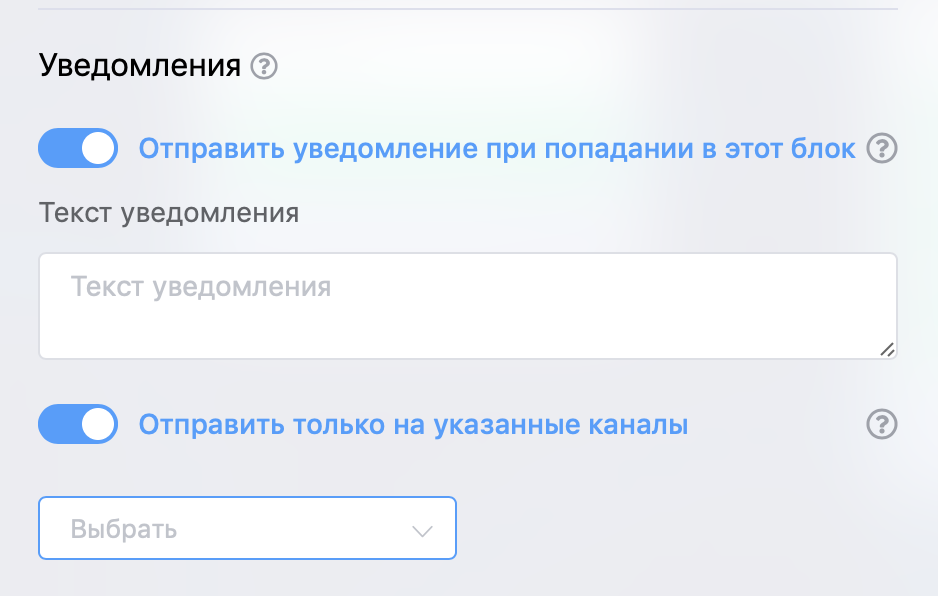 Уведомления ?
Отправить уведомление при попадании в этот блок ?
Текст уведомления
Текст уведомления
Отправить только на указанные каналы ?
Выбрать